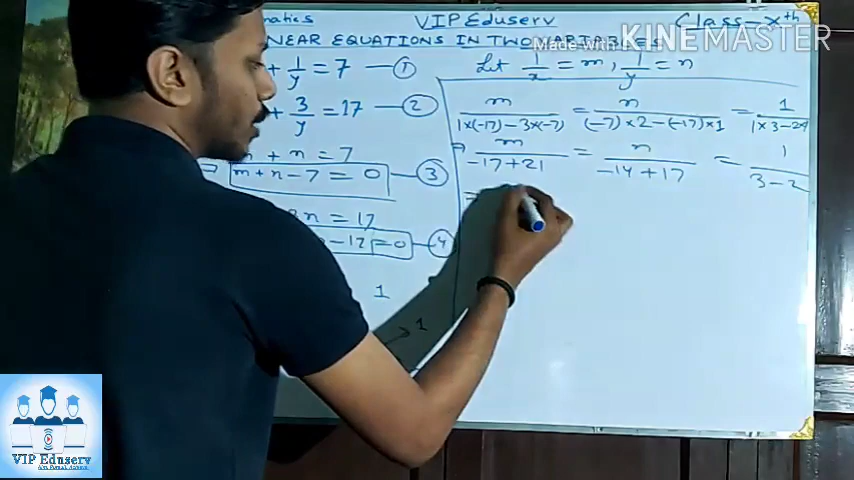 matics VIP Eduserv Class-Xth
NEAR EQUATIONS IN TWO VARIABLES
Made with KINEMASTER
+ 1/y = 7 — ①
+ 3/y = 17 — ②
n + n = 7
⇒ m + n - 7 = 0 — ③
2n = 17
- 17 = 0 — ④
1
→ 1
Let 1/x = m, 1/y = n
m/(1×(-17)-3×(-7)) = n/((-7)×2-(-17)×1) = 1/(1×3-2×
⇒ m/(-17+21) = n/(-14+17) = 1/(3-2
=
VIP Eduserv